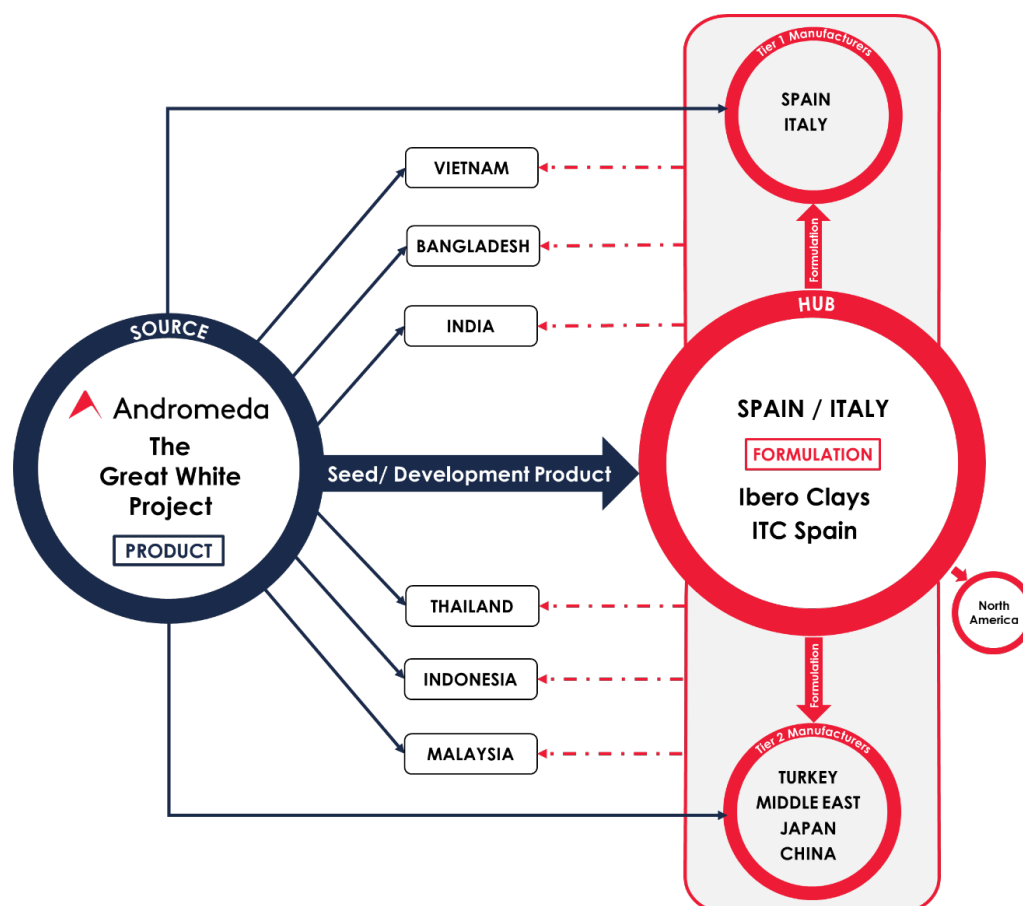 Tier 1 Manufacturers
SPAIN
ITALY
VIETNAM
BANGLADESH
INDIA
Formulation
SOURCE
Andromeda
The
Great White
Project
PRODUCT
Seed/ Development Product
HUB
SPAIN / ITALY
FORMULATION
Ibero Clays
ITC Spain
North
America
THAILAND
INDONESIA
MALAYSIA
Formulation
Tier 2 Manufacturers
TURKEY
MIDDLE EAST
JAPAN
CHINA